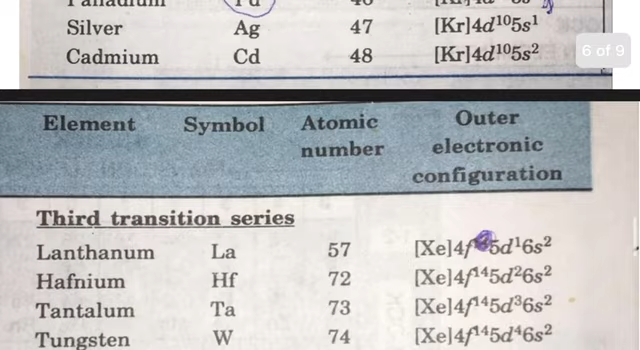 Silver Ag 47 [Kr]4d¹⁰5s¹
6 of 9
Cadmium Cd 48 [Kr]4d¹⁰5s²
Element Symbol Atomic number Outer electronic configuration
Third transition series
Lanthanum La 57 [Xe]4f 5d¹6s²
Hafnium Hf 72 [Xe]4f¹⁴5d²6s²
Tantalum Ta 73 [Xe]4f¹⁴5d³6s²
Tungsten W 74 [Xe]4f¹⁴5d⁴6s²